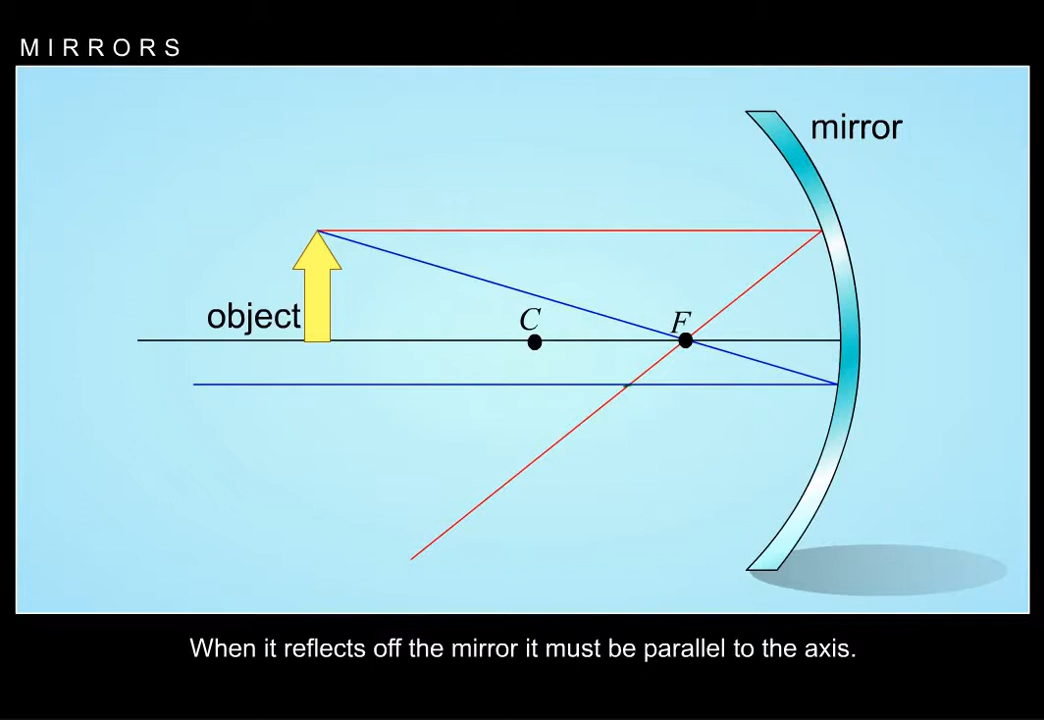 MIRRORS
mirror
object
C
F
When it reflects off the mirror it must be parallel to the axis.